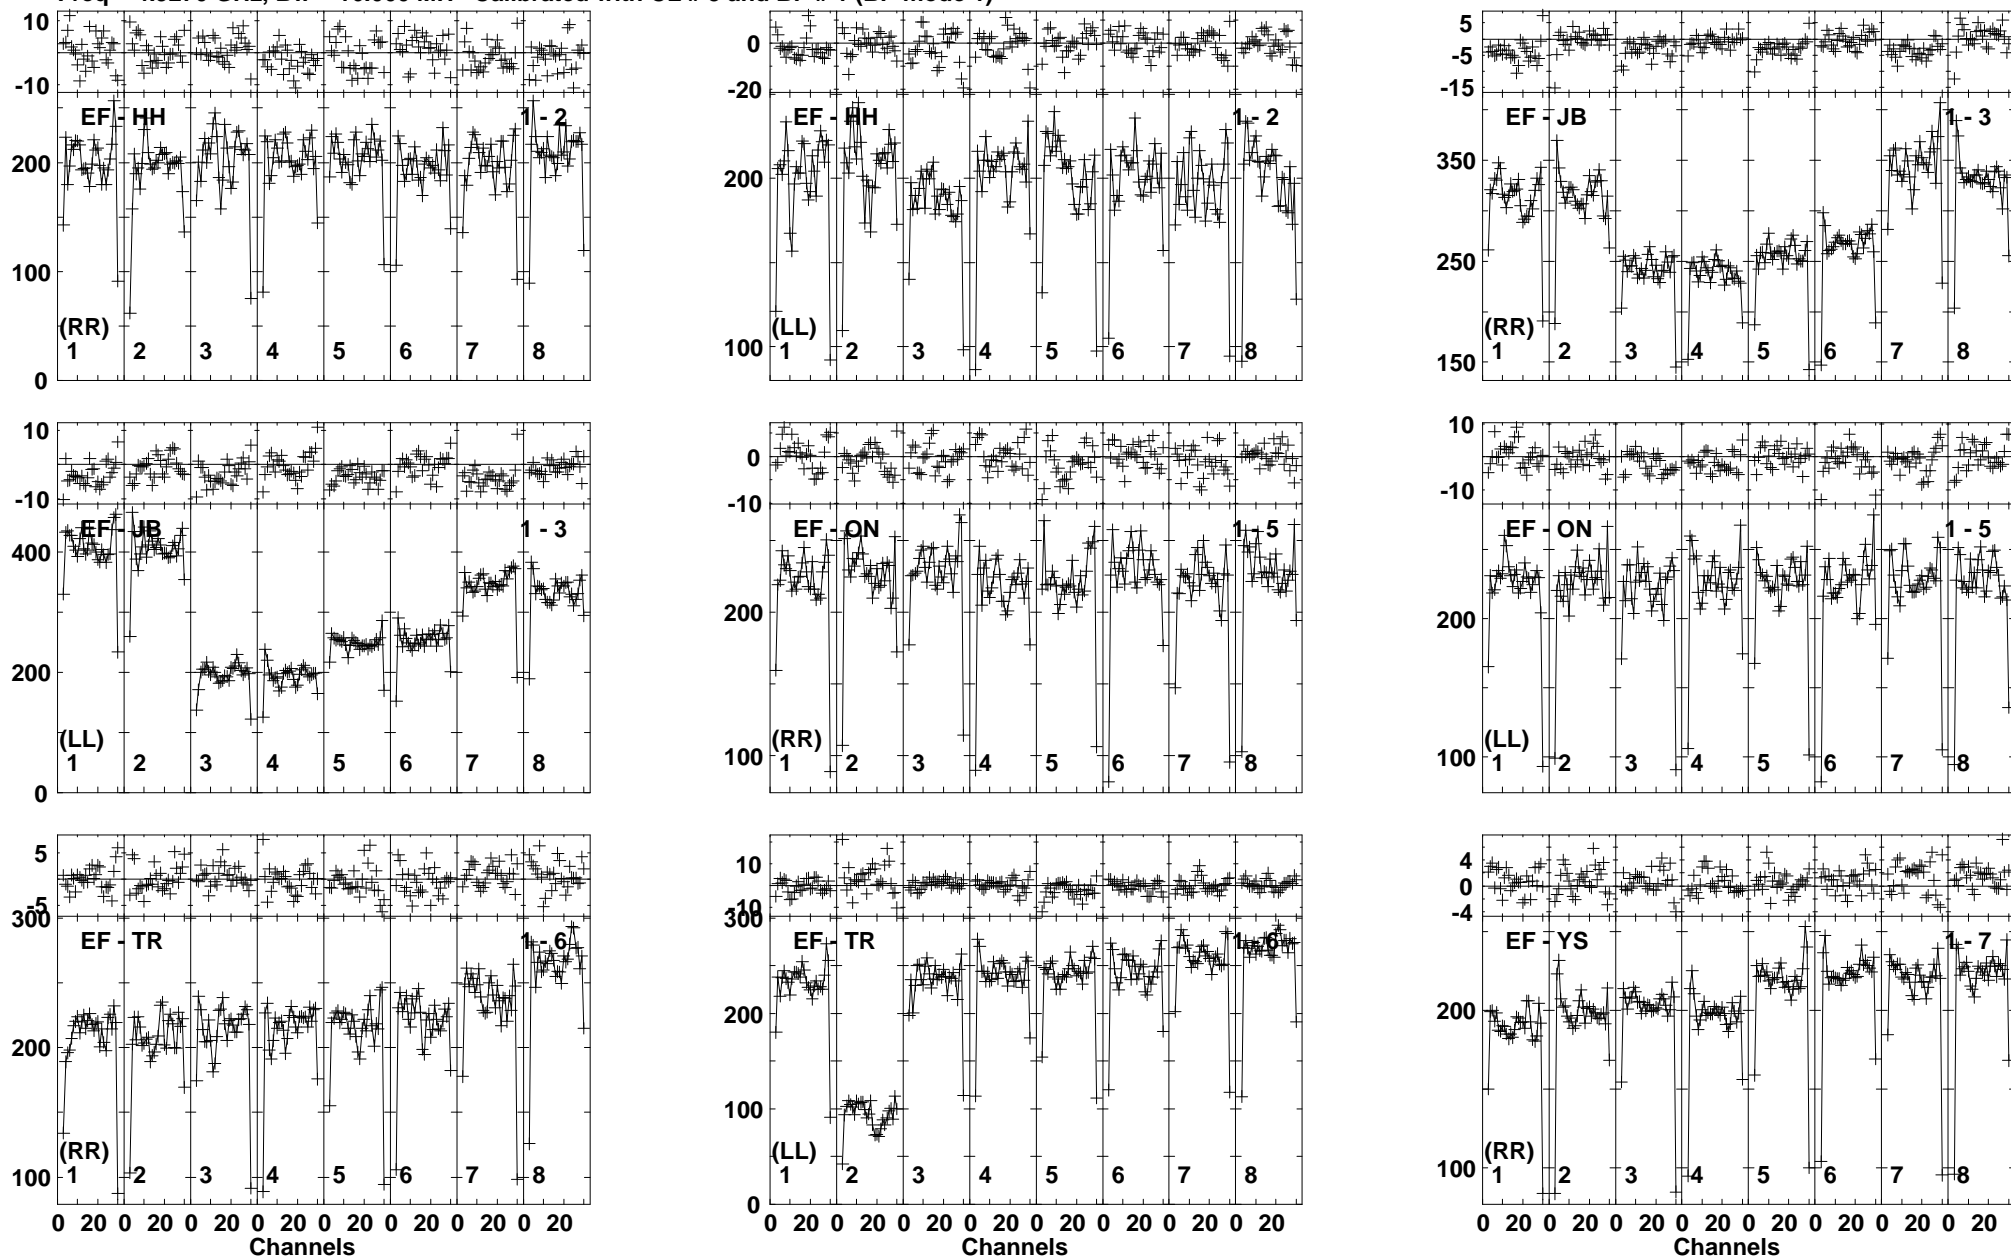 Freq GHz, Bw = 16.000 MH Calibrated with CL # and BP # 1 (BP mode 1)
10 0 5
-10 -20 -5
-15
EF - HH 1 - 2 EF - HH 1 - 2 EF - JB 1 - 3
200 200 350
100 250
(RR) (LL) (RR)
1 2 3 4 5 6 7 8 100 1 2 3 4 5 6 7 8 150 1 2 3 4 5 6 7 8
0
10 0 10
-10 -10 -10
EF - JB 1 - 3 EF - ON 1 - 5 EF - ON 1 - 5
400 200 200
200
(LL) (RR) (LL)
1 2 3 4 5 6 7 8 100 1 2 3 4 5 6 7 8 100 1 2 3 4 5 6 7 8
0
5 10 4
0
-5 -10 -4
300 300
EF - TR 1 - 6 EF - TR 1 - 6 EF - YS 1 - 7
200 200 200
100
(RR) (LL) (RR)
100 1 2 3 4 5 6 7 8 1 2 3 4 5 6 7 8 100 1 2 3 4 5 6 7 8
0
0 20 0 20 0 20 0 20 0 20 0 20 0 20 0 20 0 20 0 20 0 20 0 20 0 20 0 20 0 20 0 20 0 20 0 20 0 20 0 20 0 20 0 20 0 20 0 20
Channels Channels Channels